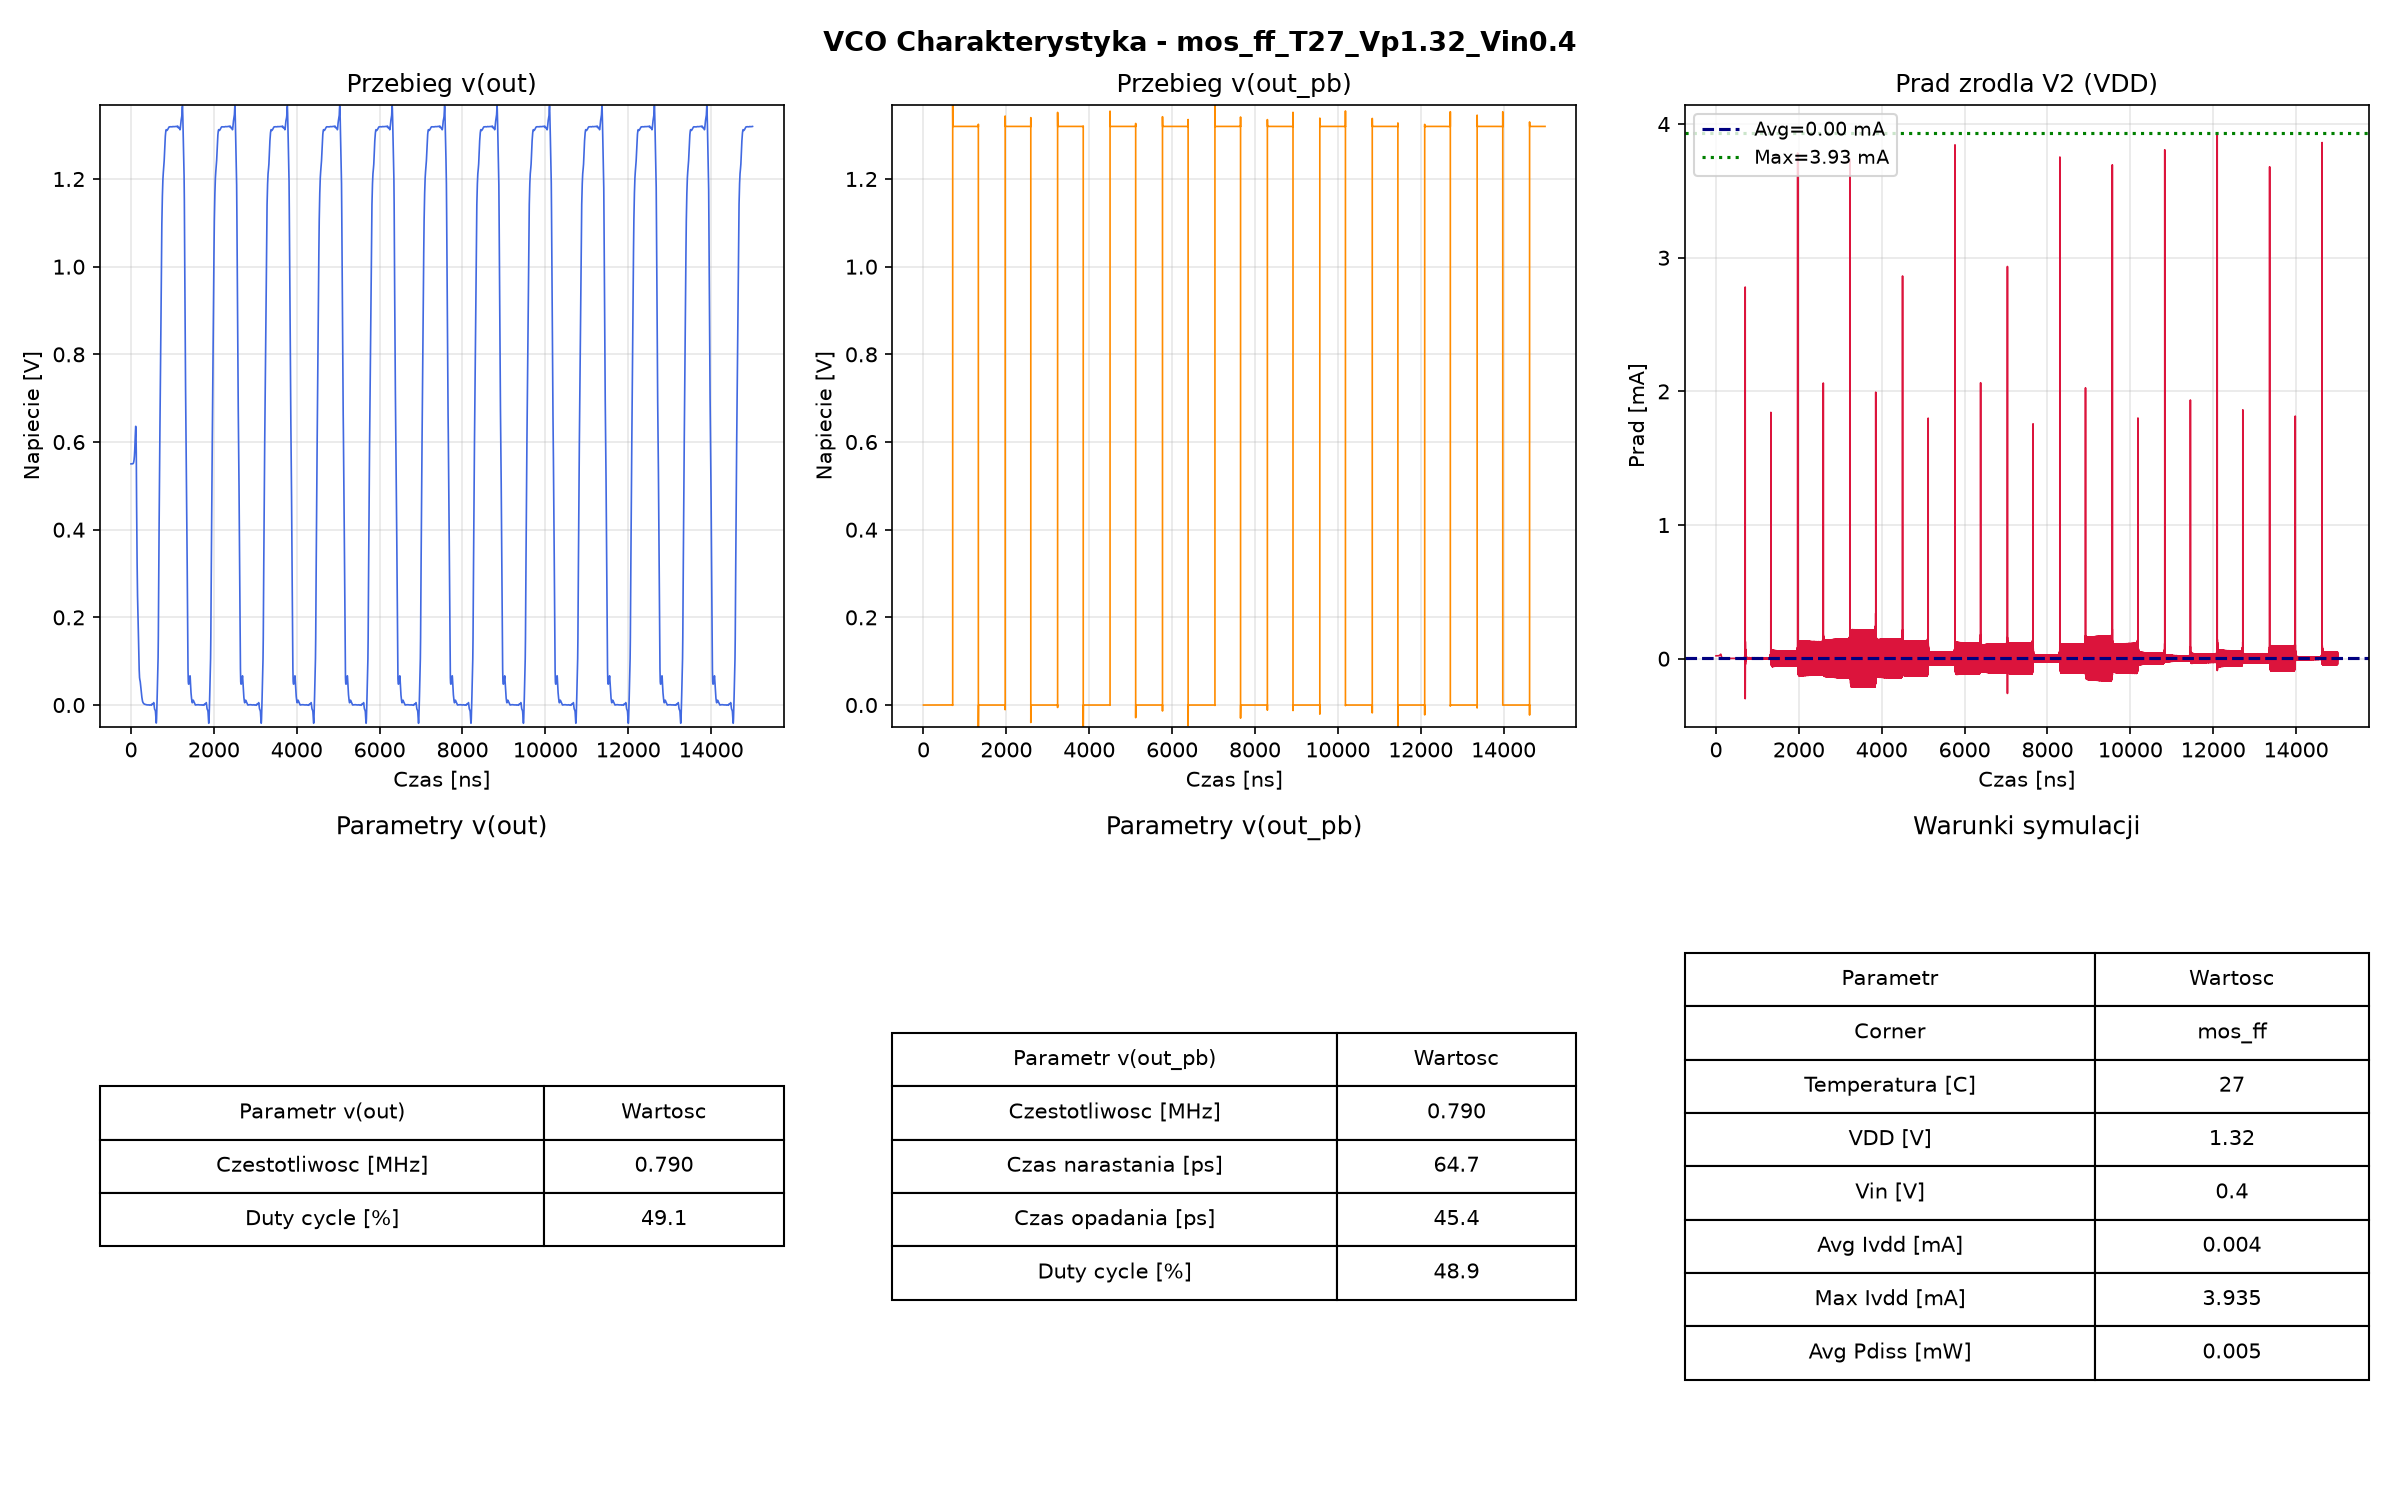 VCO Charakterystyka - mos_ff_T27_Vp1.32_Vin0.4
Przebieg v(out)
Napiecie [V]
1.2
1.0
0.8
0.6
0.4
0.2
0.0
0 2000 4000 6000 8000 10000 12000 14000
Czas [ns]
Przebieg v(out_pb)
Napiecie [V]
1.2
1.0
0.8
0.6
0.4
0.2
0.0
0 2000 4000 6000 8000 10000 12000 14000
Czas [ns]
Prad zrodla V2 (VDD)
Avg=0.00 mA
Max=3.93 mA
Prad [mA]
4
3
2
1
0
0 2000 4000 6000 8000 10000 12000 14000
Czas [ns]
Parametry v(out)
Parametr v(out) Wartosc
Czestotliwosc [MHz] 0.790
Duty cycle [%] 49.1
Parametry v(out_pb)
Parametr v(out_pb) Wartosc
Czestotliwosc [MHz] 0.790
Czas narastania [ps] 64.7
Czas opadania [ps] 45.4
Duty cycle [%] 48.9
Warunki symulacji
Parametr Wartosc
Corner mos_ff
Temperatura [C] 27
VDD [V] 1.32
Vin [V] 0.4
Avg Ivdd [mA] 0.004
Max Ivdd [mA] 3.935
Avg Pdiss [mW] 0.005